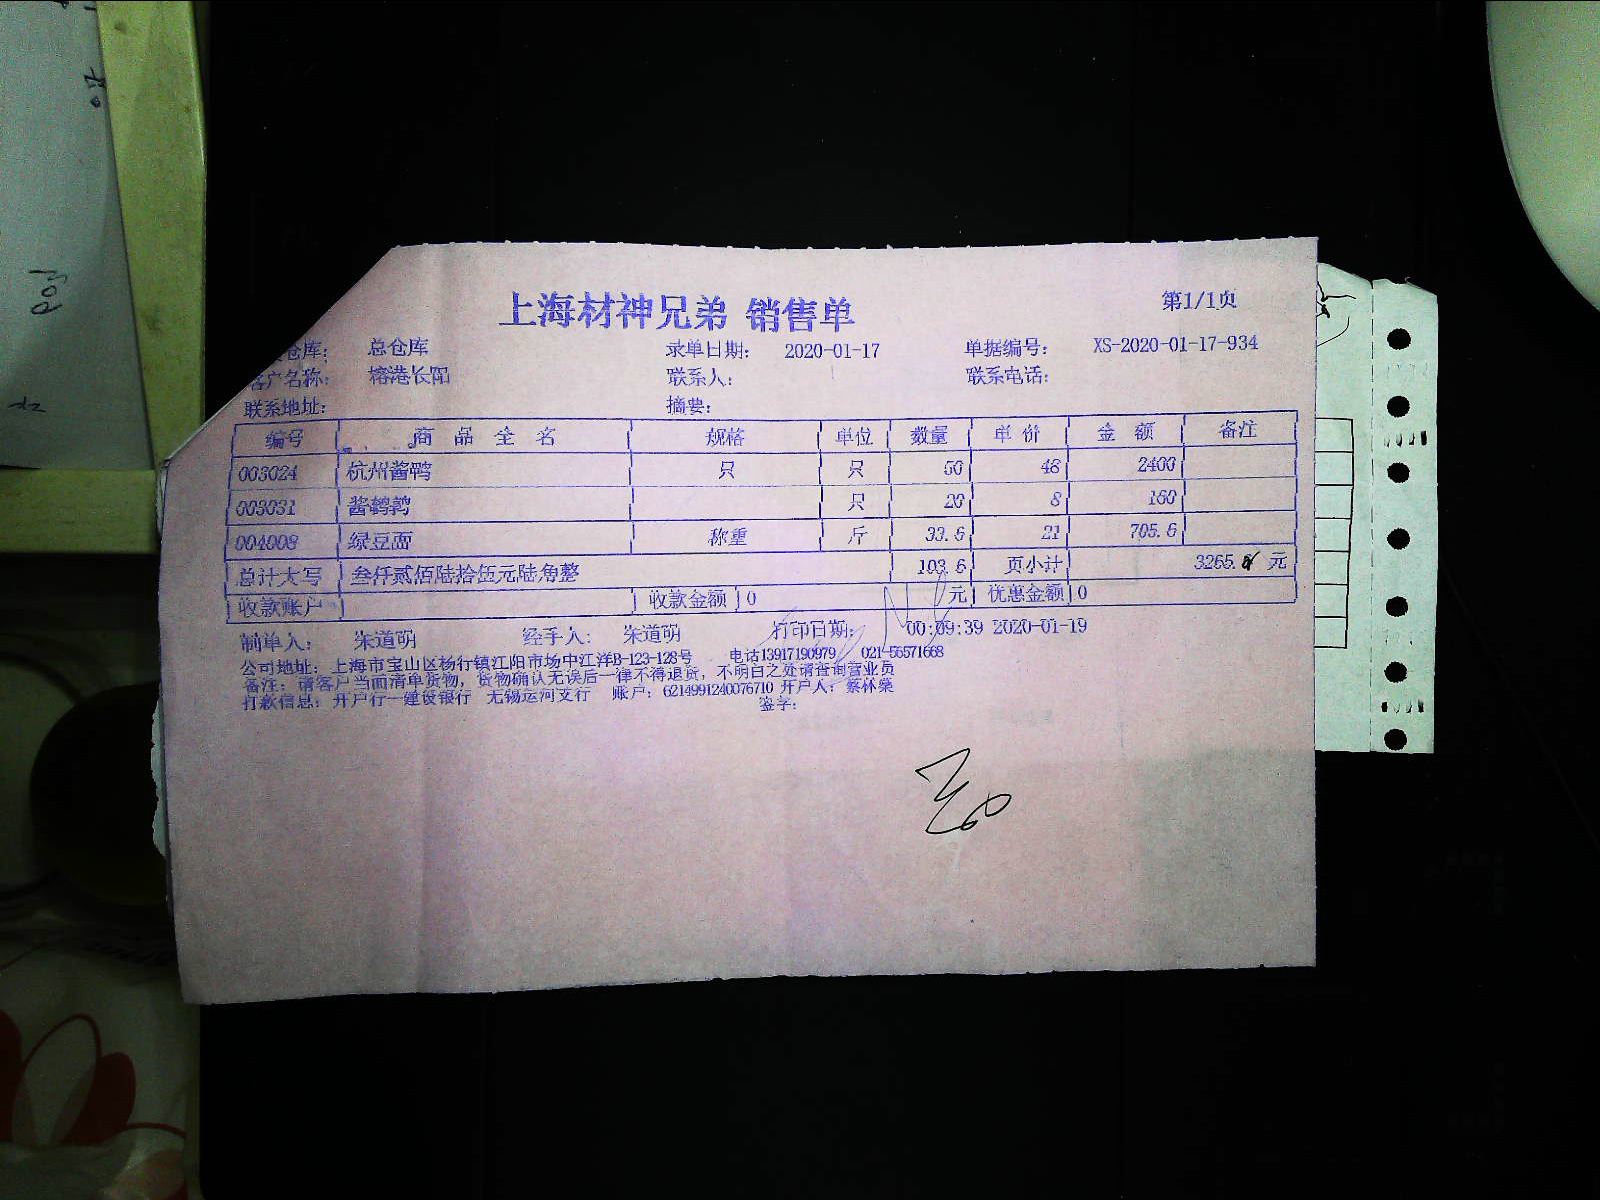 上海材神兄弟 销售单
第1/1页
仓库： 总仓库 录单日期： 2020-01-17 单据编号： XS-2020-01-17-934
客户名称： 榕港长阳 联系人： 联系电话：
联系地址： 摘要：
编号 商 品 全 名 规格 单位 数量 单 价 金 额 备注
003024 杭州酱鸭 只 只 50 48 2400
003031 酱鹌鹑 只 20 8 160
004008 绿豆面 称重 斤 33.6 21 705.6
总计大写 叁仟贰佰陆拾伍元陆角整 103.6 页小计 3265. 元
收款账户 收款金额 0 元 优惠金额 0
制单人： 朱道明 经手人： 朱道明 打印日期： 00:09:39 2020-01-19
公司地址：上海市宝山区杨行镇江阳市场中江洋B-123-128号 电话13917190979 021-56571668
备注：请客户当面清单货物，货物确认无误后一律不得退货，不明白之处请查询营业员
打款信息：开户行一建设银行 无锡运河支行 账户：6214991240076710 开户人：蔡林燊
签字：